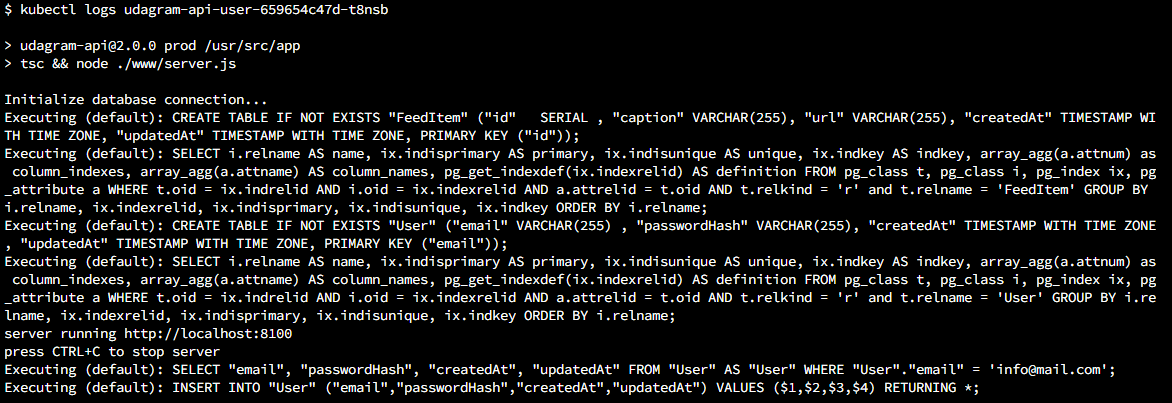 $ kubectl logs udagram-api-user-659654c47d-t8nsb
> udagram-api@2.0.0 prod /usr/src/app
> tsc && node ./www/server.js
Initialize database connection...
Executing (default): CREATE TABLE IF NOT EXISTS "FeedItem" ("id"   SERIAL , "caption" VARCHAR(255), "url" VARCHAR(255), "createdAt" TIMESTAMP WI
TH TIME ZONE, "updatedAt" TIMESTAMP WITH TIME ZONE, PRIMARY KEY ("id"));
Executing (default): SELECT i.relname AS name, ix.indisprimary AS primary, ix.indisunique AS unique, ix.indkey AS indkey, array_agg(a.attnum) as
 column_indexes, array_agg(a.attname) AS column_names, pg_get_indexdef(ix.indexrelid) AS definition FROM pg_class t, pg_class i, pg_index ix, pg
_attribute a WHERE t.oid = ix.indrelid AND i.oid = ix.indexrelid AND a.attrelid = t.oid AND t.relkind = 'r' and t.relname = 'FeedItem' GROUP BY
i.relname, ix.indexrelid, ix.indisprimary, ix.indisunique, ix.indkey ORDER BY i.relname;
Executing (default): CREATE TABLE IF NOT EXISTS "User" ("email" VARCHAR(255) , "passwordHash" VARCHAR(255), "createdAt" TIMESTAMP WITH TIME ZONE
, "updatedAt" TIMESTAMP WITH TIME ZONE, PRIMARY KEY ("email"));
Executing (default): SELECT i.relname AS name, ix.indisprimary AS primary, ix.indisunique AS unique, ix.indkey AS indkey, array_agg(a.attnum) as
 column_indexes, array_agg(a.attname) AS column_names, pg_get_indexdef(ix.indexrelid) AS definition FROM pg_class t, pg_class i, pg_index ix, pg
_attribute a WHERE t.oid = ix.indrelid AND i.oid = ix.indexrelid AND a.attrelid = t.oid AND t.relkind = 'r' and t.relname = 'User' GROUP BY i.re
lname, ix.indexrelid, ix.indisprimary, ix.indisunique, ix.indkey ORDER BY i.relname;
server running http://localhost:8100
press CTRL+C to stop server
Executing (default): SELECT "email", "passwordHash", "createdAt", "updatedAt" FROM "User" AS "User" WHERE "User"."email" = 'info@mail.com';
Executing (default): INSERT INTO "User" ("email","passwordHash","createdAt","updatedAt") VALUES ($1,$2,$3,$4) RETURNING *;